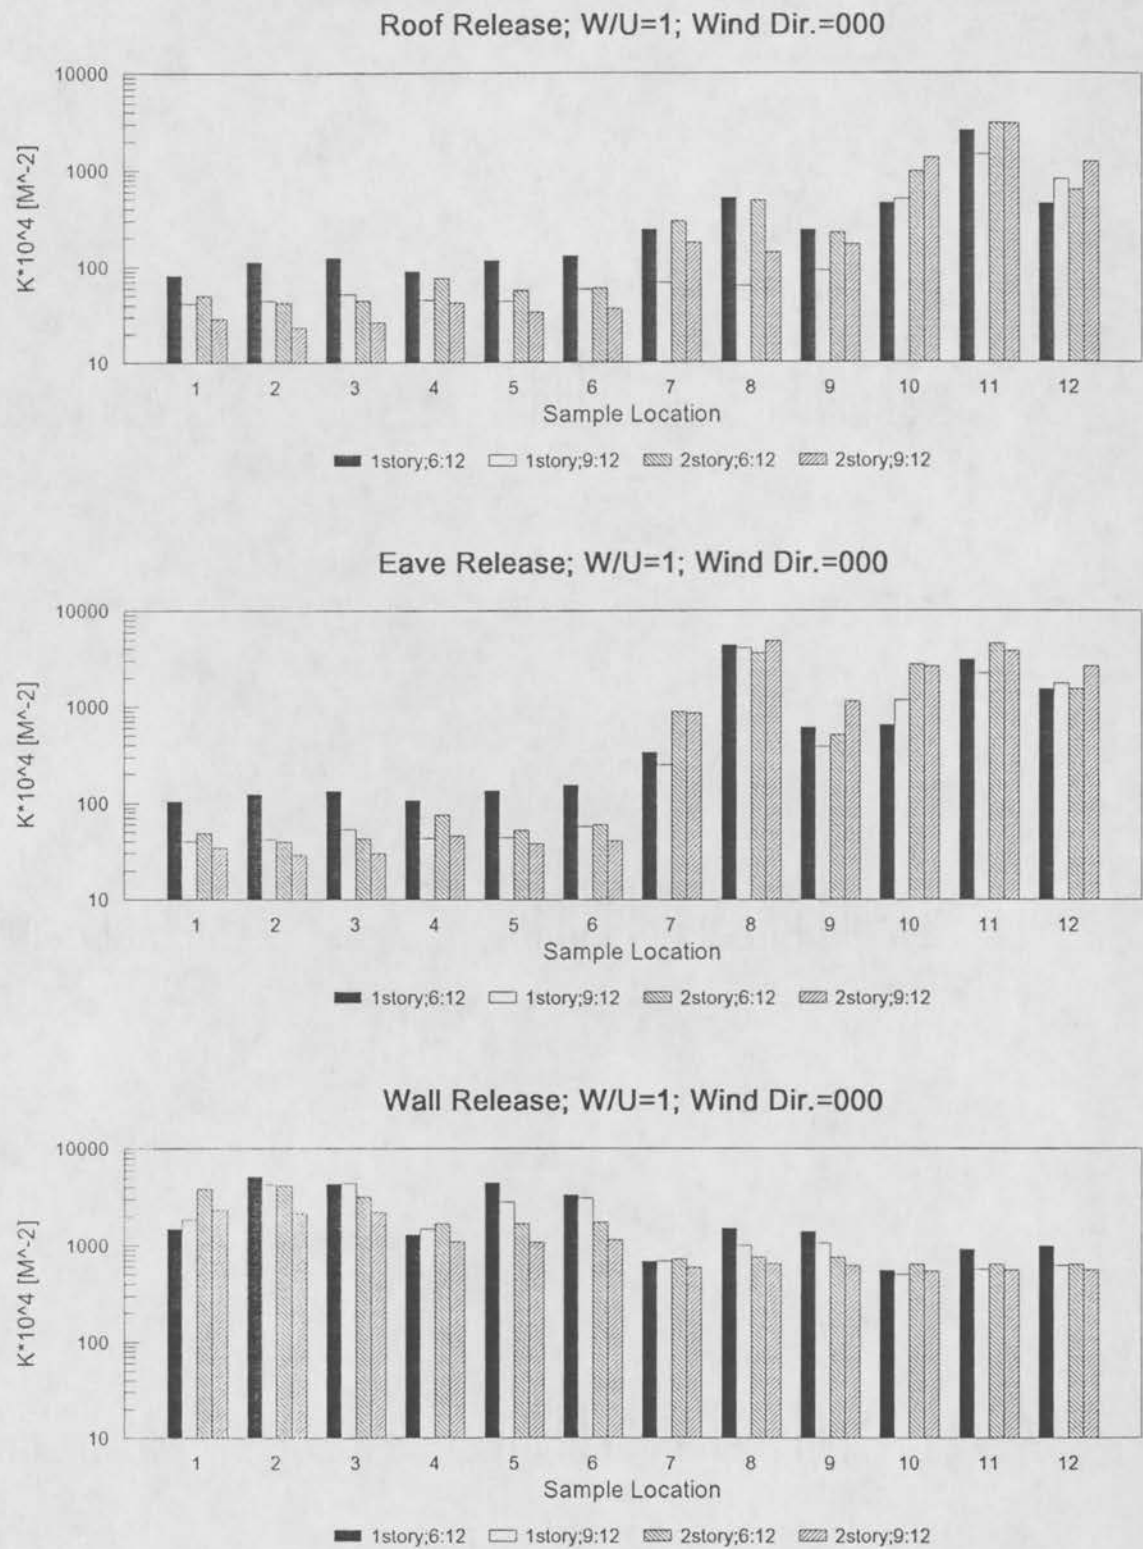 Roof Release; W/U=1; Wind Dir.=000
10000
1000
100
10
K*10^4 [M^-2]
1 2 3 4 5 6 7 8 9 10 11 12
Sample Location
1story;6:12 1story;9:12 2story;6:12 2story;9:12
Eave Release; W/U=1; Wind Dir.=000
10000
1000
100
10
K*10^4 [M^-2]
1 2 3 4 5 6 7 8 9 10 11 12
Sample Location
1story;6:12 1story;9:12 2story;6:12 2story;9:12
Wall Release; W/U=1; Wind Dir.=000
10000
1000
100
10
K*10^4 [M^-2]
1 2 3 4 5 6 7 8 9 10 11 12
Sample Location
1story;6:12 1story;9:12 2story;6:12 2story;9:12